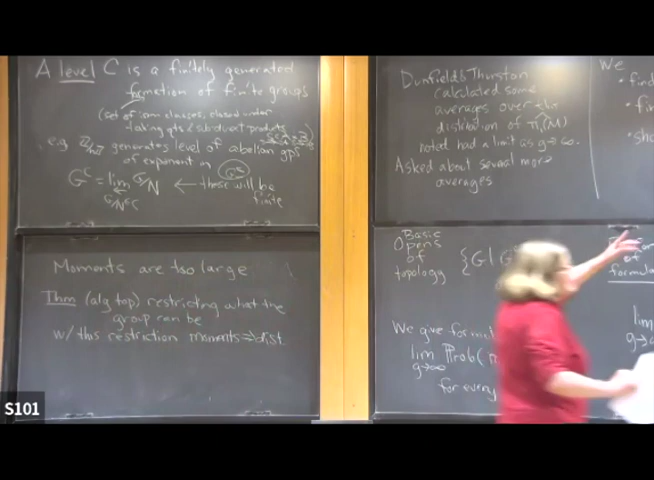 A level C is a finitely generated
formation of finite groups
(set of isom classes, closed under
taking qts & subdirect products
e.g. generates level of abelian gps
of exponent n
G^C = lim G/N ← these will be
G/N∈C finite
Moments are too large
Thm (alg top) restricting what the
group can be
w/ this restriction moments ⇒ dist.
Dunfield & Thurston
calculated some
averages over the
distribution of π₁(M)
noted had a limit as g→∞.
Asked about several more
averages
We
Basic
Opens
of
topology
{G | G
We give formul
lim Prob(
g→∞
for every
formula
lim
S101